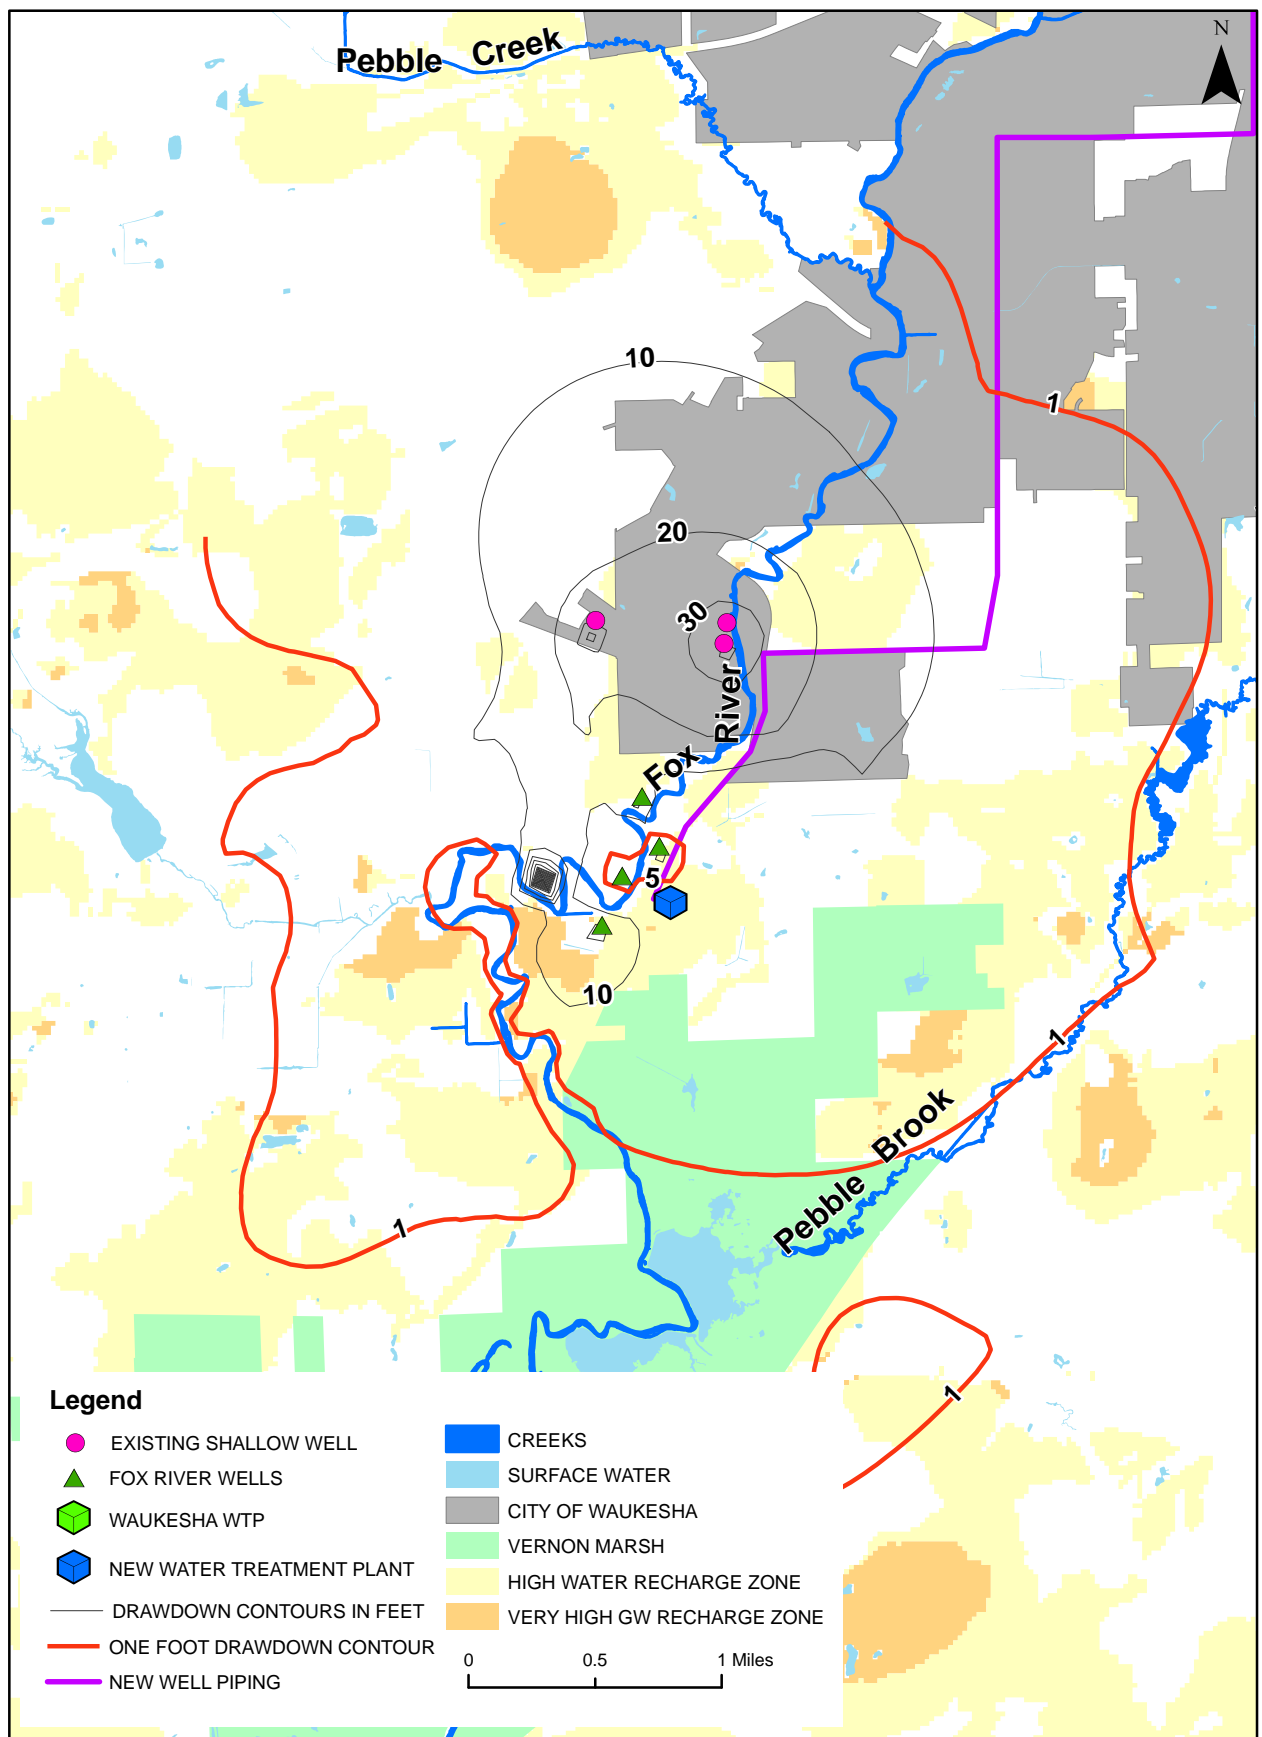 N
Pebble Creek
10
1
20
30
Fox River
5
10
1
Pebble Brook
1
1
Legend
EXISTING SHALLOW WELL
FOX RIVER WELLS
WAUKESHA WTP
NEW WATER TREATMENT PLANT
DRAWDOWN CONTOURS IN FEET
ONE FOOT DRAWDOWN CONTOUR
NEW WELL PIPING
CREEKS
SURFACE WATER
CITY OF WAUKESHA
VERNON MARSH
HIGH WATER RECHARGE ZONE
VERY HIGH GW RECHARGE ZONE
0 0.5 1 Miles